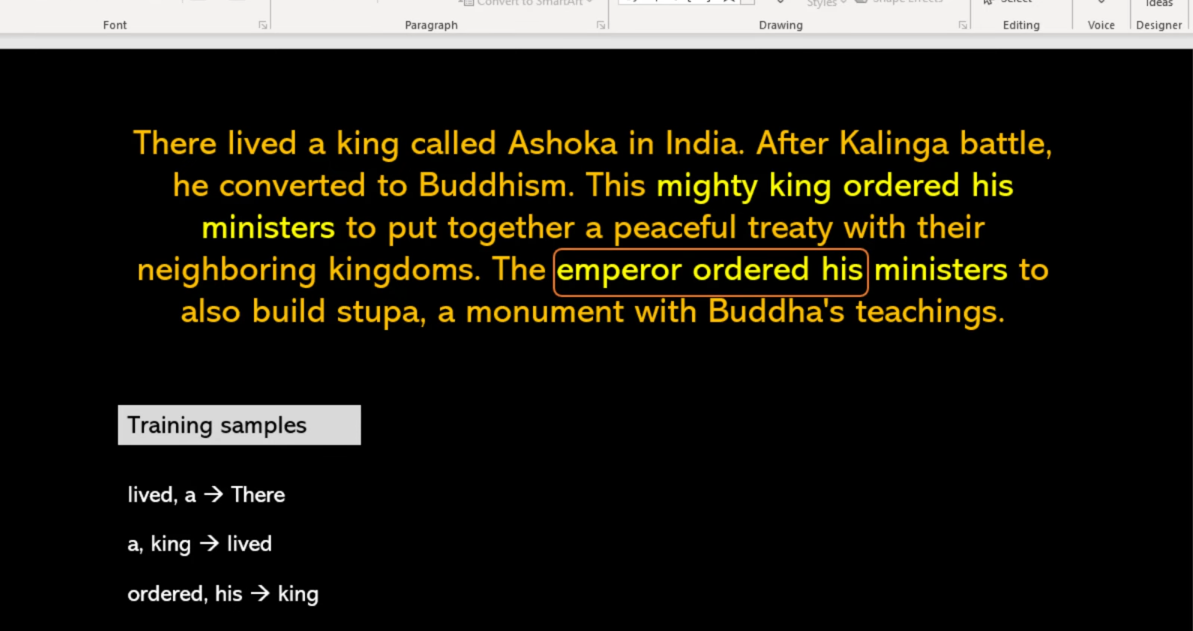 Convert to SmartArt
Styles
Shape Effects
Select
Ideas
Font
Paragraph
Drawing
Editing
Voice
Designer
There lived a king called Ashoka in India. After Kalinga battle,
he converted to Buddhism. This mighty king ordered his
ministers to put together a peaceful treaty with their
neighboring kingdoms. The emperor ordered his ministers to
also build stupa, a monument with Buddha's teachings.
Training samples
lived, a → There
a, king → lived
ordered, his → king